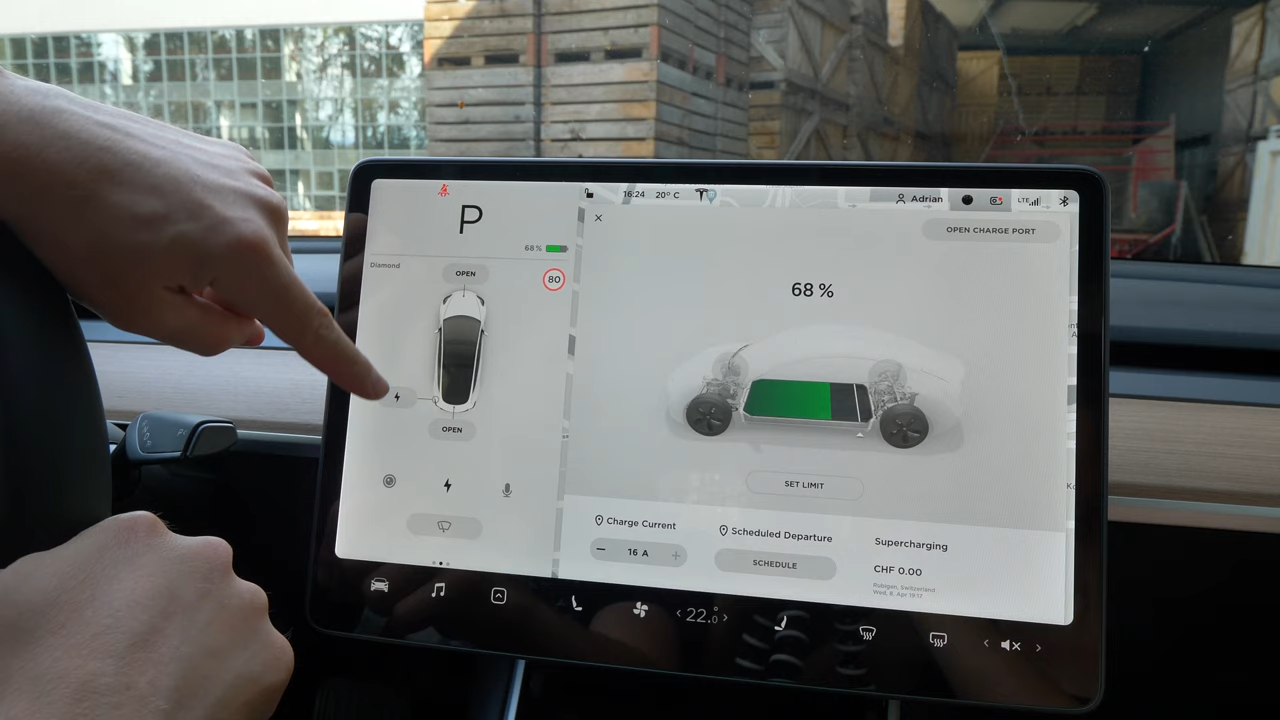 P
68 %
Diamond
OPEN
80
OPEN
16:24 20° C
Adrian
LTE
OPEN CHARGE PORT
68 %
SET LIMIT
Charge Current
16 A
Scheduled Departure
SCHEDULE
Supercharging
CHF 0.00
Rubigen, Switzerland
22.0